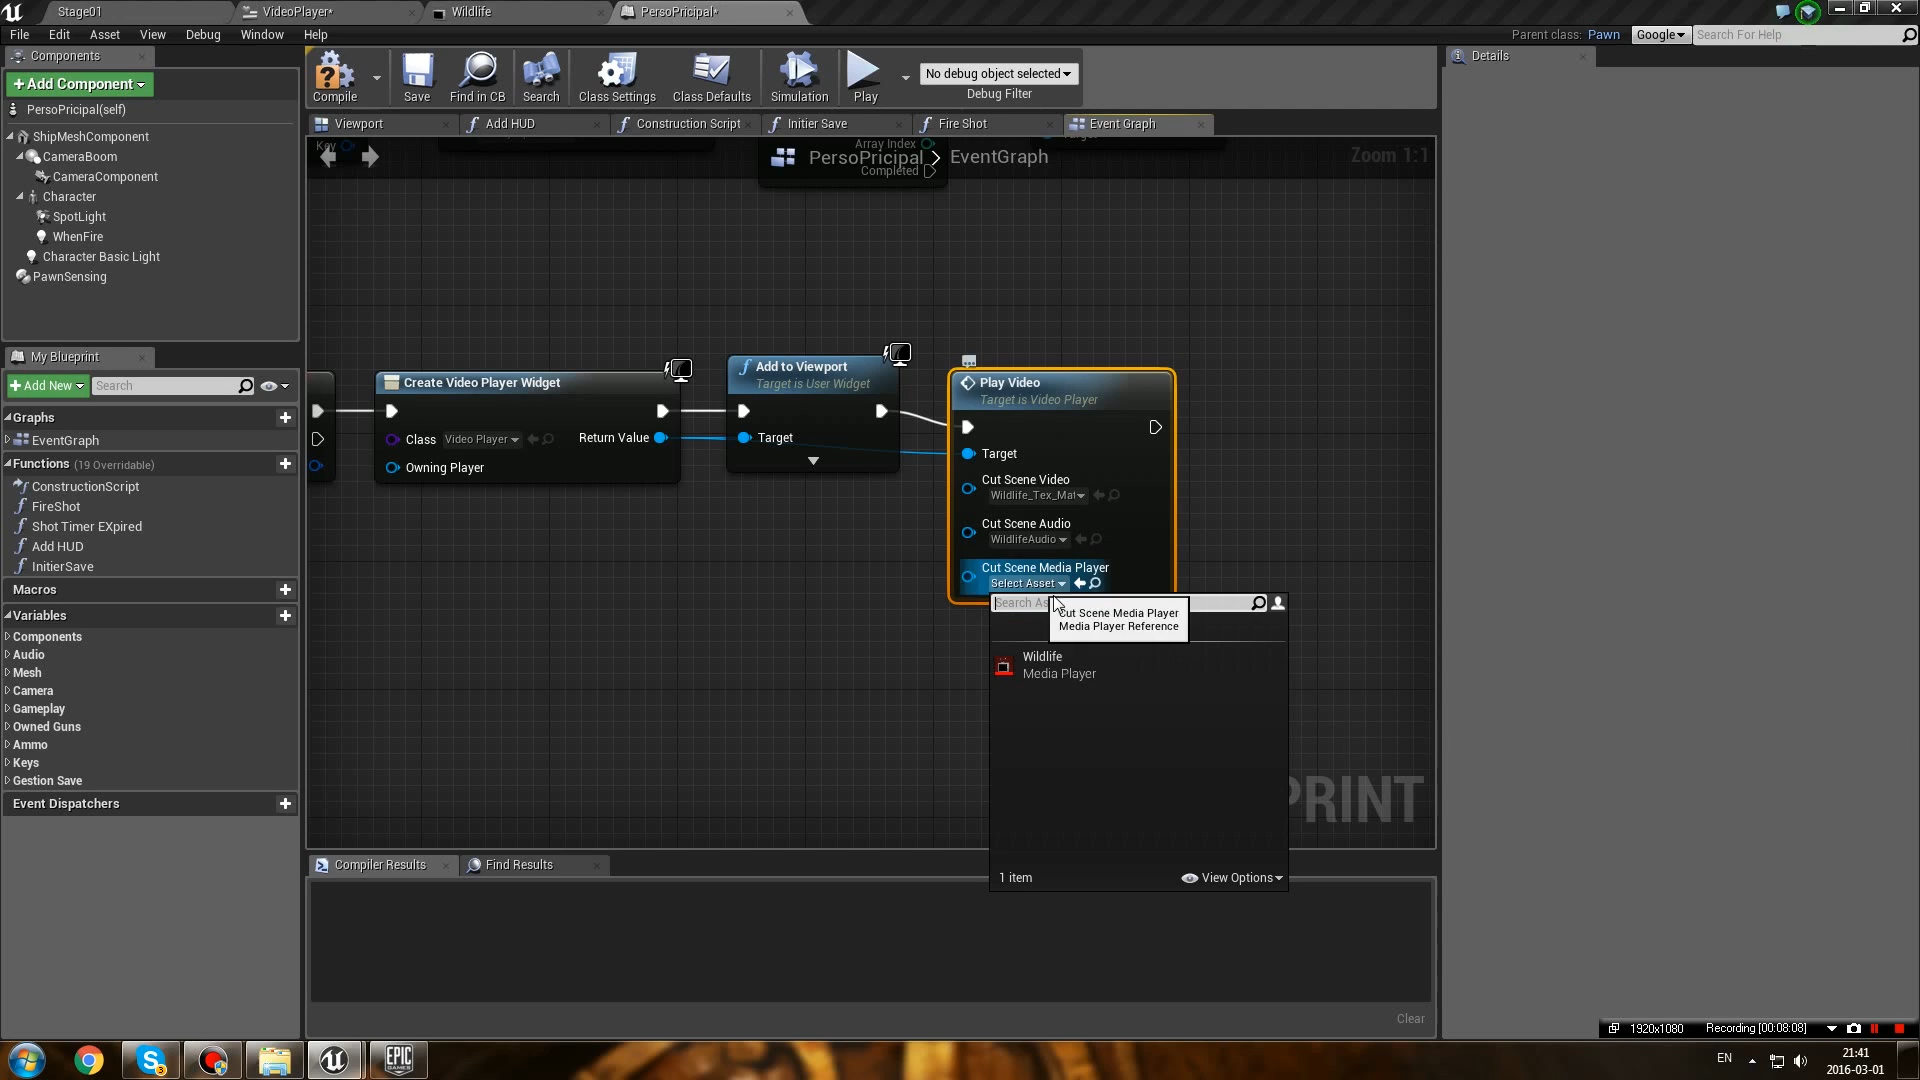 Stage01
VideoPlayer*
Wildlife
PersoPricipal*
File Edit Asset View Debug Window Help
Parent class: Pawn
Google
Search For Help
Components
+Add Component
PersoPricipal(self)
ShipMeshComponent
CameraBoom
CameraComponent
Character
SpotLight
WhenFire
Character Basic Light
PawnSensing
Compile
Save
Find in CB
Search
Class Settings
Class Defaults
Simulation
Play
No debug object selected
Debug Filter
Details
Viewport
Add HUD
Construction Script
Initier Save
Fire Shot
Event Graph
Key
Array Index
Completed
PersoPricipal > EventGraph
Zoom 1:1
My Blueprint
+Add New
Search
Graphs
EventGraph
Functions (19 Overridable)
ConstructionScript
FireShot
Shot Timer EXpired
Add HUD
InitierSave
Macros
Variables
Components
Audio
Mesh
Camera
Gameplay
Owned Guns
Ammo
Keys
Gestion Save
Event Dispatchers
Create Video Player Widget
Class Video Player
Return Value
Owning Player
Add to Viewport
Target is User Widget
Target
Play Video
Target is Video Player
Target
Cut Scene Video
Wildlife_Tex_Mat
Cut Scene Audio
WildlifeAudio
Cut Scene Media Player
Select Asset
Search As
Cut Scene Media Player
Media Player Reference
Wildlife
Media Player
1 item
View Options
PRINT
Compiler Results
Find Results
Clear
1920x1080 Recording [00:08:08]
EPIC
GAMES
EN
21:41
2016-03-01